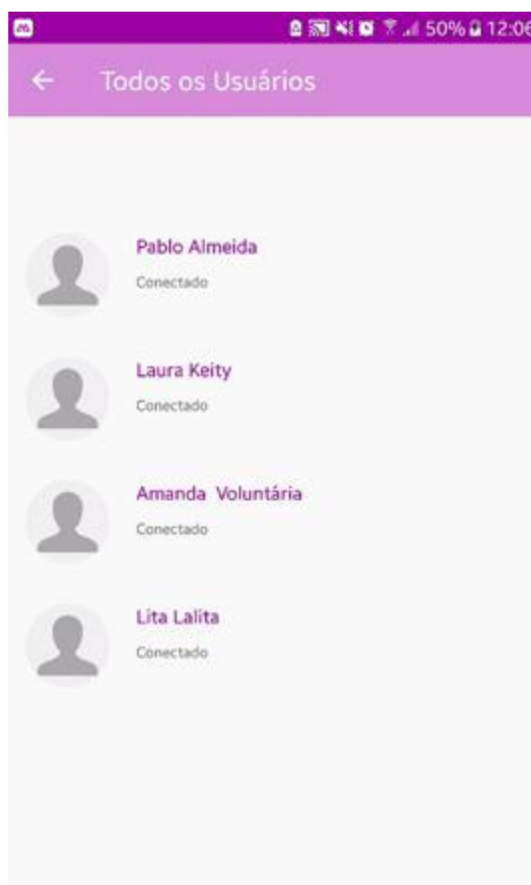 50% 12:06
Todos os Usuários
Pablo Almeida
Conectado
Laura Keity
Conectado
Amanda Voluntária
Conectado
Lita Lalita
Conectado